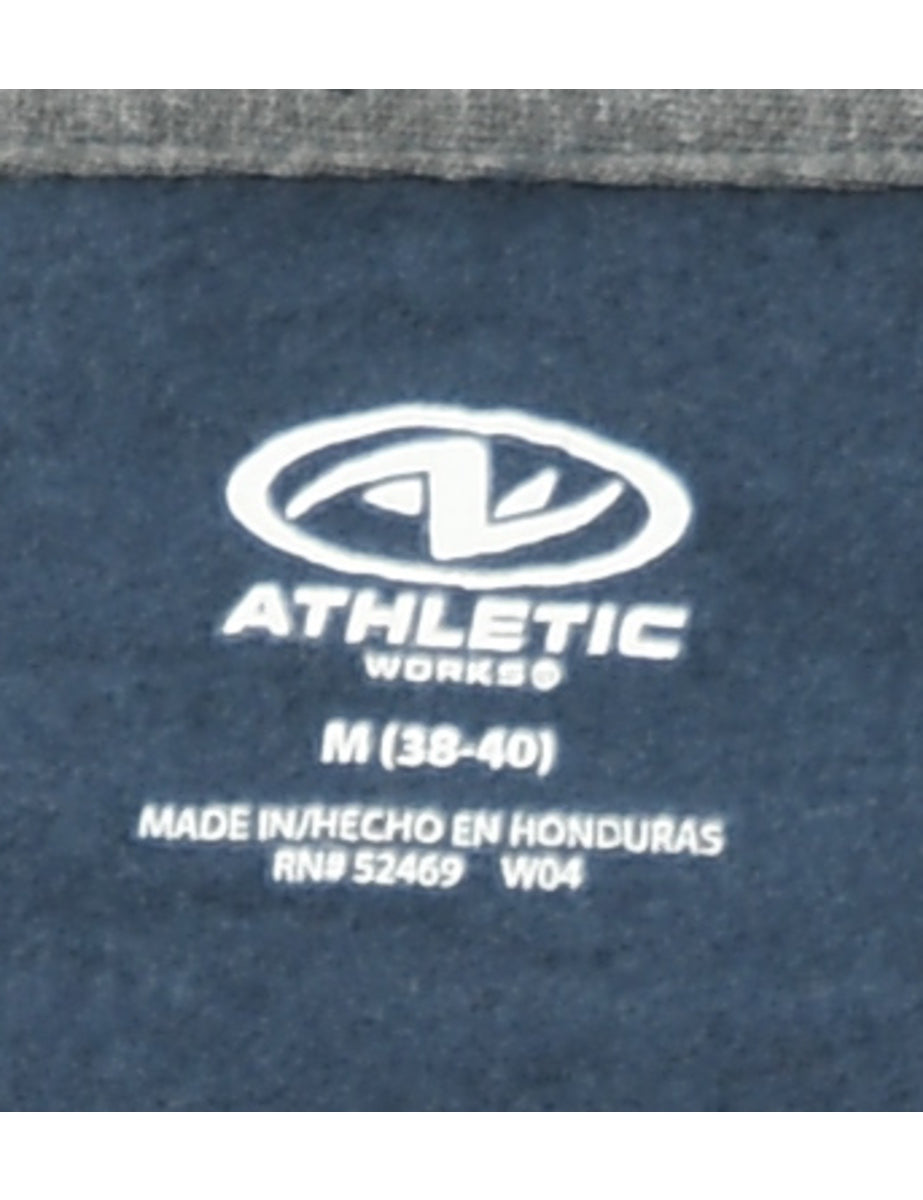 ATHLETIC
WORKS®
M (38-40)
MADE IN/HECHO EN HONDURAS
RN# 52469 W04